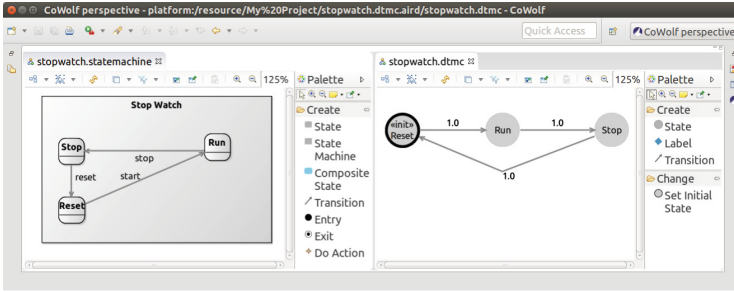 CoWolf perspective - platform:/resource/My%20Project/stopwatch.dtmc.aird/stopwatch.dtmc - CoWolf
Quick Access
CoWolf perspective
stopwatch.statemachine
125%
Palette
Stop Watch
Stop
Run
stop
reset
start
Reset
Create
State
State
Machine
Composite
State
Transition
Entry
Exit
Do Action
stopwatch.dtmc
125%
Palette
«init»
Reset
1.0
Run
1.0
Stop
1.0
Create
State
Label
Transition
Change
Set Initial
State